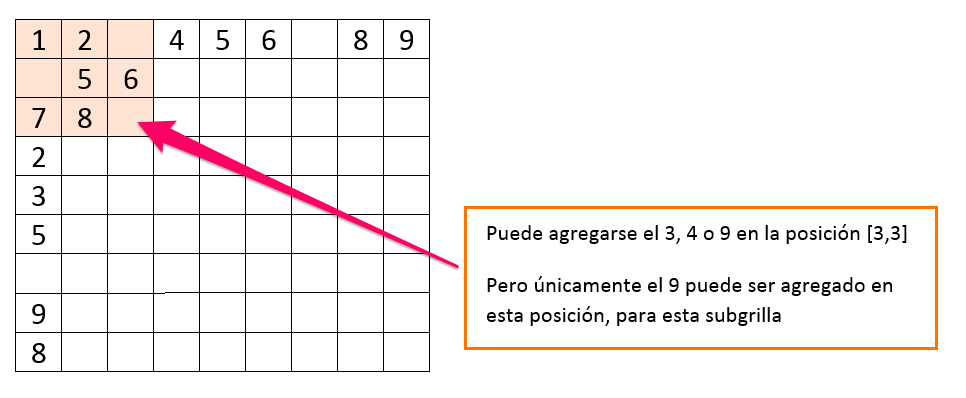 1 2 4 5 6 8 9
5 6
7 8
2
3
5
9
8
Puede agregarse el 3, 4 o 9 en la posición [3,3]
Pero únicamente el 9 puede ser agregado en
esta posición, para esta subgrilla